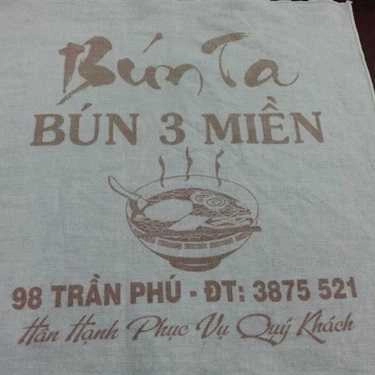 Bún Ta
BÚN 3 MIỀN
98 TRẦN PHÚ - ĐT: 3875 521
Hân Hạnh Phục Vụ Quý Khách